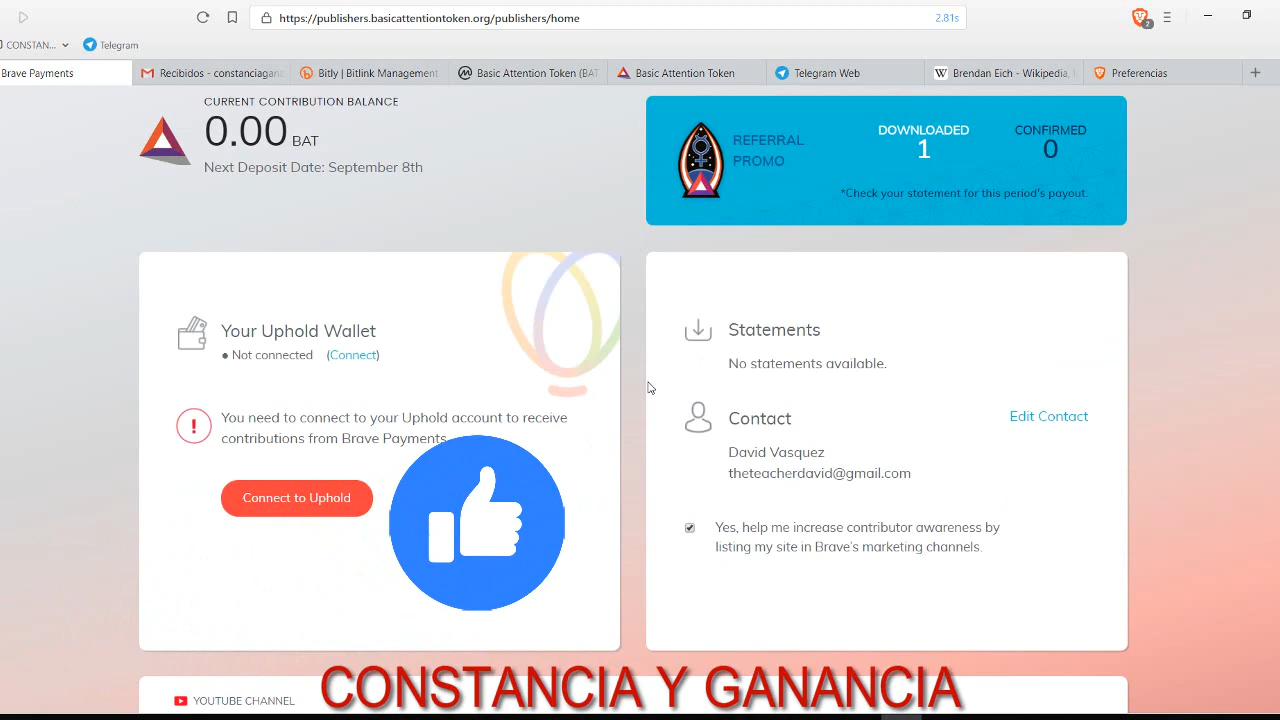 https://publishers.basicattentiontoken.org/publishers/home
2.81s
2
CONSTAN...
Telegram
Brave Payments
Recibidos - constanciagana
Bitly | Bitlink Management
Basic Attention Token (BAT
Basic Attention Token
Telegram Web
Brendan Eich - Wikipedia,
Preferencias
CURRENT CONTRIBUTION BALANCE
0.00 BAT
Next Deposit Date: September 8th
REFERRAL
PROMO
DOWNLOADED
1
CONFIRMED
0
*Check your statement for this period's payout.
Your Uphold Wallet
● Not connected (Connect)
You need to connect to your Uphold account to receive
contributions from Brave Payments.
Connect to Uphold
Statements
No statements available.
Contact
Edit Contact
David Vasquez
theteacherdavid@gmail.com
Yes, help me increase contributor awareness by
listing my site in Brave's marketing channels.
YOUTUBE CHANNEL
CONSTANCIA Y GANANCIA